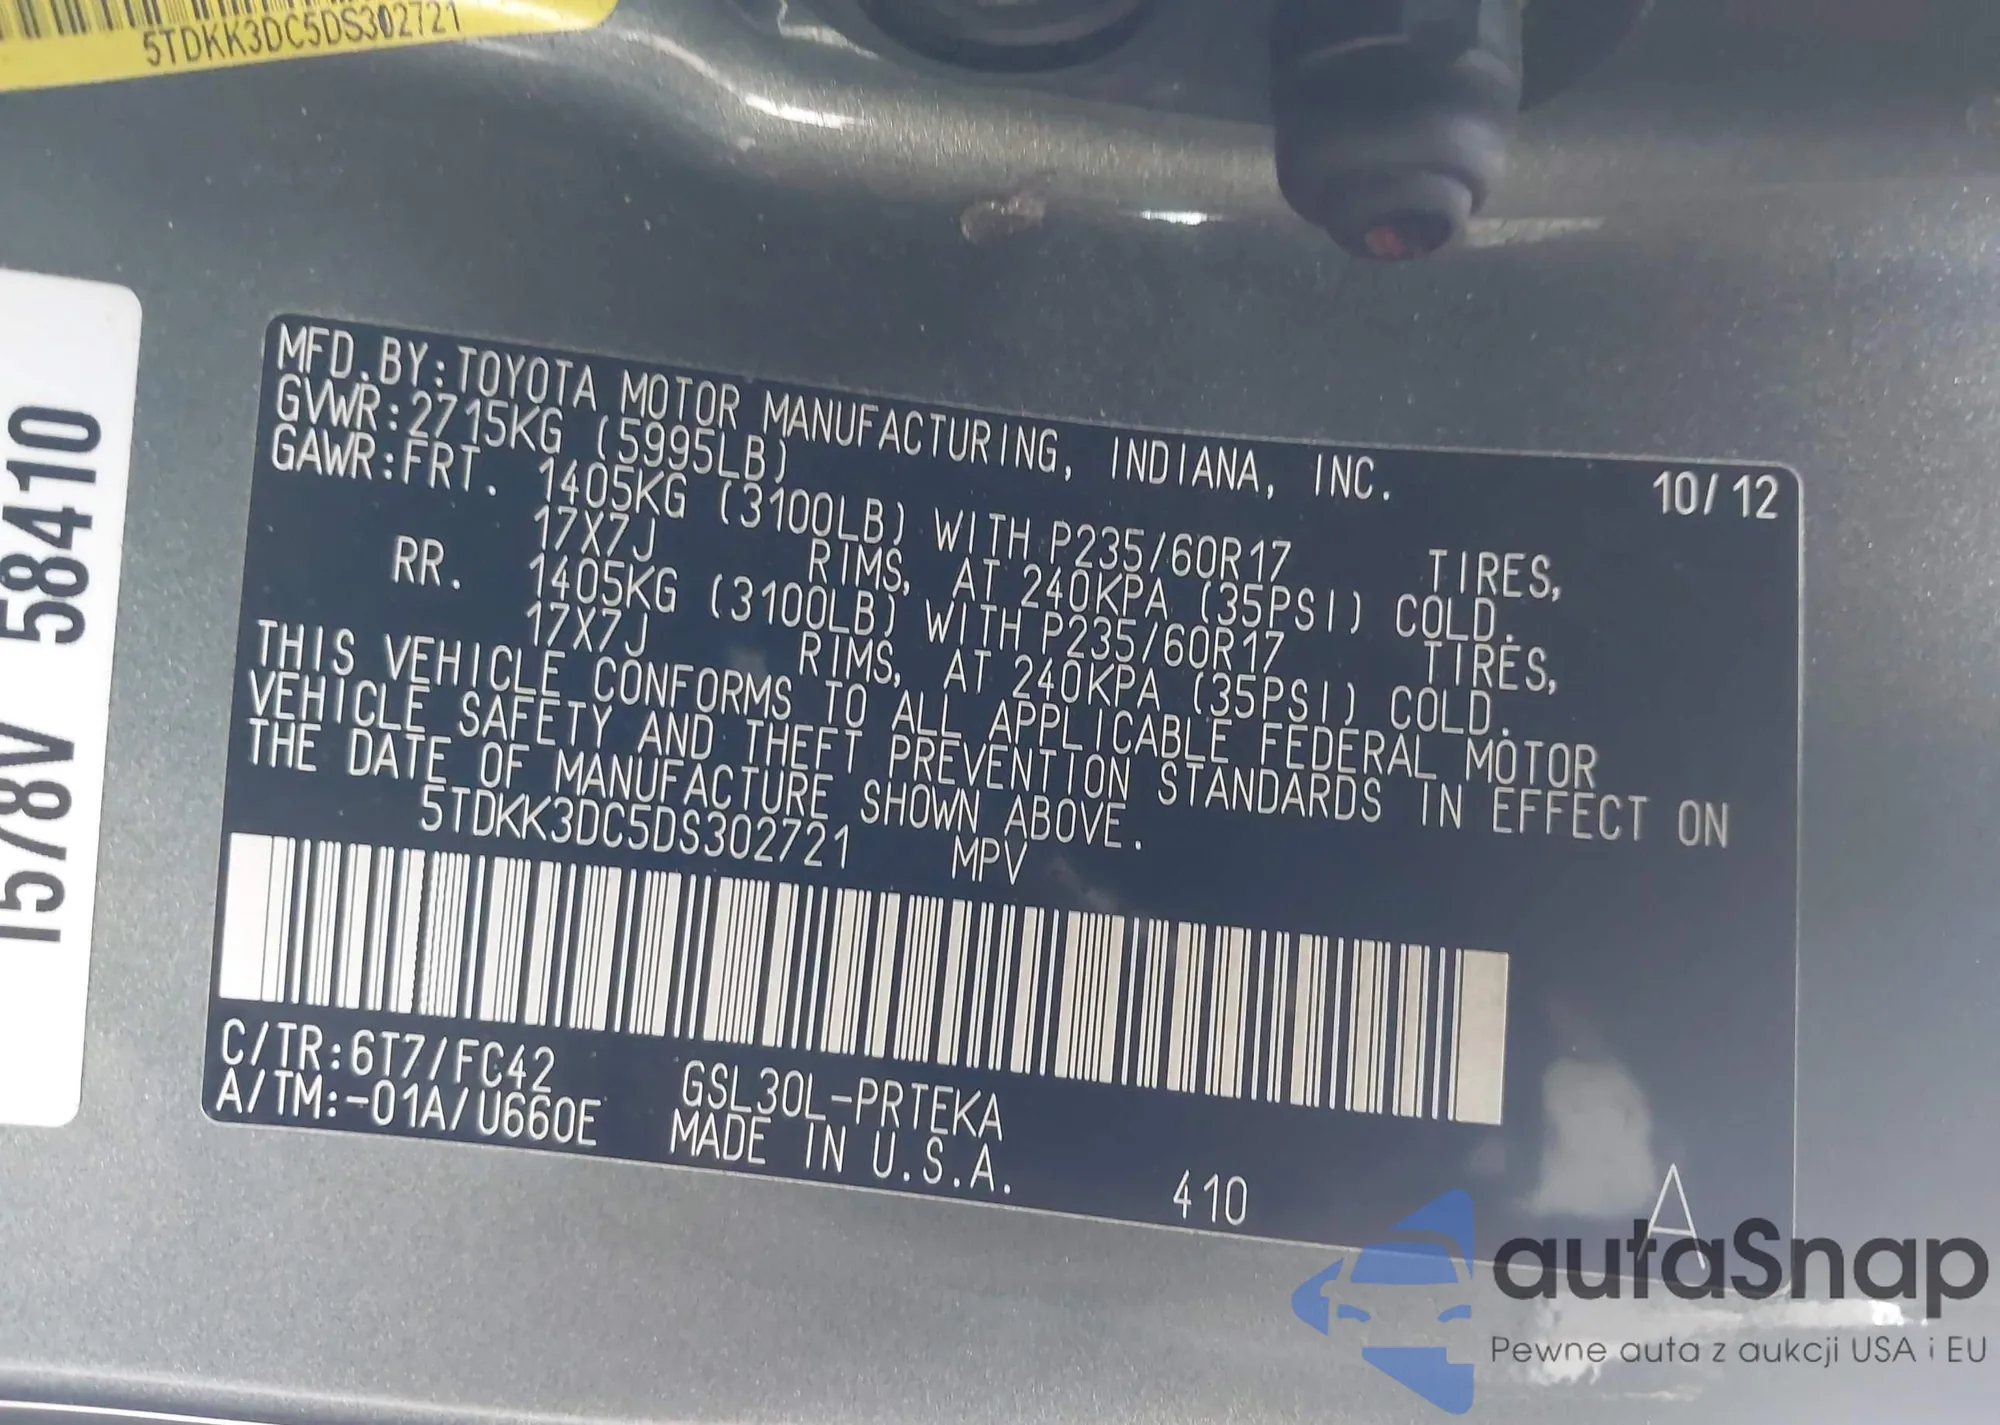 5TDKK3DC5DS302721
MFD.BY:TOYOTA MOTOR MANUFACTURING, INDIANA, INC. 10/12
GVWR:2715KG (5995LB)
GAWR:FRT. 1405KG (3100LB) WITH P235/60R17 TIRES,
17X7J RIMS, AT 240KPA (35PSI) COLD.
RR. 1405KG (3100LB) WITH P235/60R17 TIRES,
17X7J RIMS, AT 240KPA (35PSI) COLD.
THIS VEHICLE CONFORMS TO ALL APPLICABLE FEDERAL MOTOR
VEHICLE SAFETY AND THEFT PREVENTION STANDARDS IN EFFECT ON
THE DATE OF MANUFACTURE SHOWN ABOVE.
5TDKK3DC5DS302721 MPV
C/TR:6T7/FC42 GSL30L-PRTEKA
A/TM:-01A/U660E MADE IN U.S.A.
410 A
578V 58410
autaSnap
Pewne auta z aukcji USA i EU